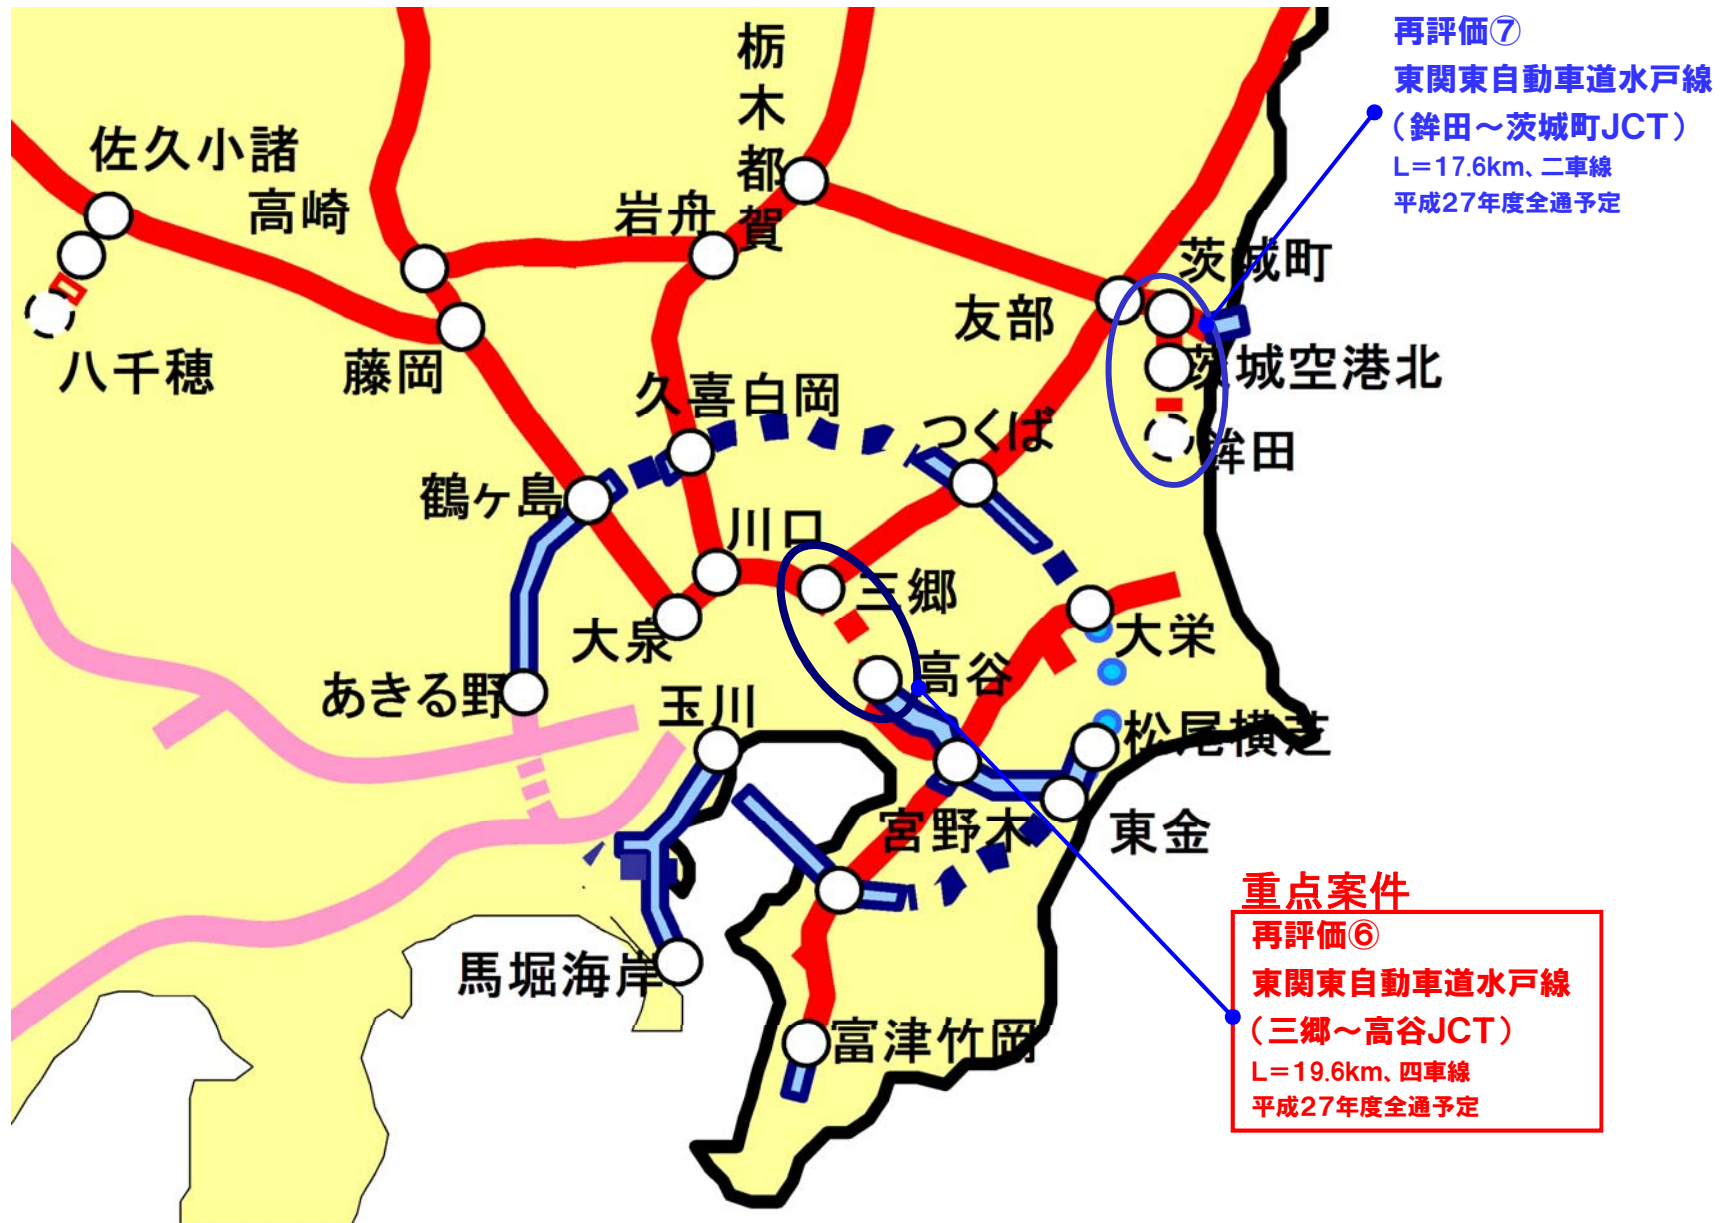 再評価⑦
東関東自動車道水戸線
（鉾田～茨城町JCT）
L＝17.6km、二車線
平成27年度全通予定
栃木都賀
佐久小諸
高崎
岩舟
茨城町
友部
八千穂
藤岡
久喜白岡
茨城空港北
つくば
鉾田
鶴ヶ島
川口
三郷
大泉
大栄
あきる野
高谷
玉川
松尾横芝
宮野木
東金
馬堀海岸
富津竹岡
重点案件
再評価⑥
東関東自動車道水戸線
（三郷～高谷JCT）
L＝19.6km、四車線
平成27年度全通予定